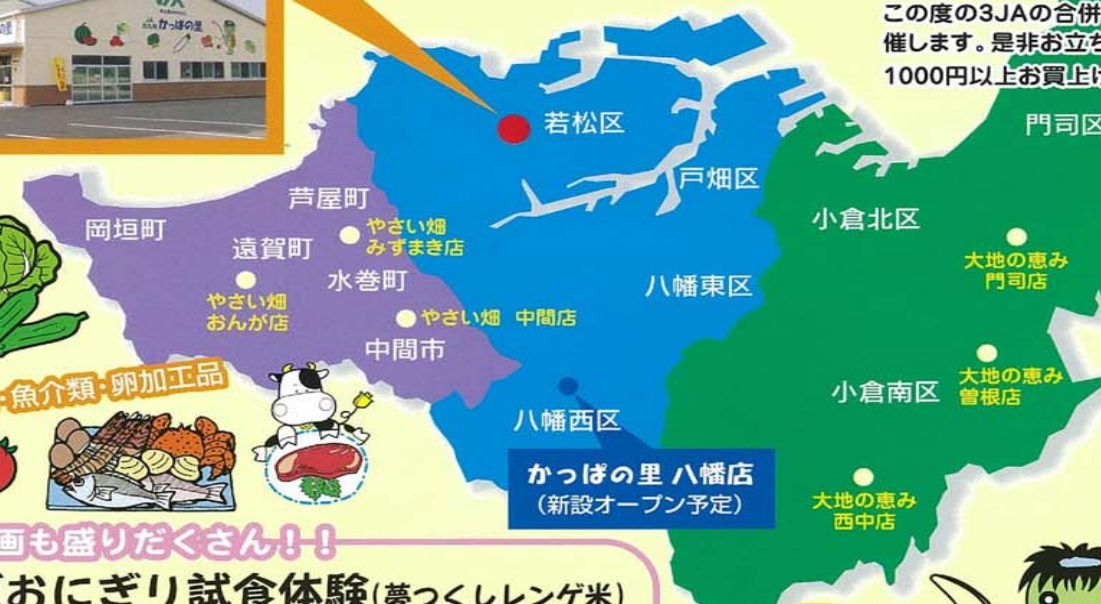 かっぱの里
この度の3JAの合併
催します。是非お立ち
1000円以上お買上げ
若松区
門司区
戸畑区
芦屋町
岡垣町
遠賀町
やさい畑
みずまき店
小倉北区
水巻町
八幡東区
大地の恵み
門司店
やさい畑
おんが店
やさい畑 中間店
中間市
・魚介類・卵加工品
小倉南区
大地の恵み
曽根店
八幡西区
かっぱの里 八幡店
(新設オープン予定)
大地の恵み
西中店
画も盛りだくさん!!
おにぎり試食体験(夢つくしレンゲ米)